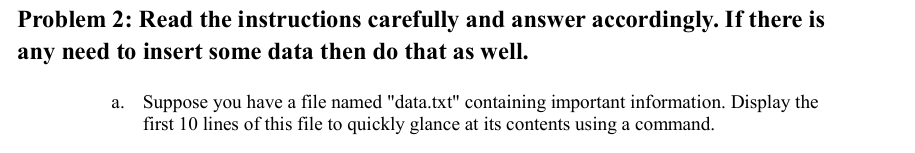 Problem 2: Read the instructions carefully and answer accordingly. If there is
any need to insert some data then do that as well.
a. Suppose you have a file named "data.txt" containing important information. Display the
first 10 lines of this file to quickly glance at its contents using a command.